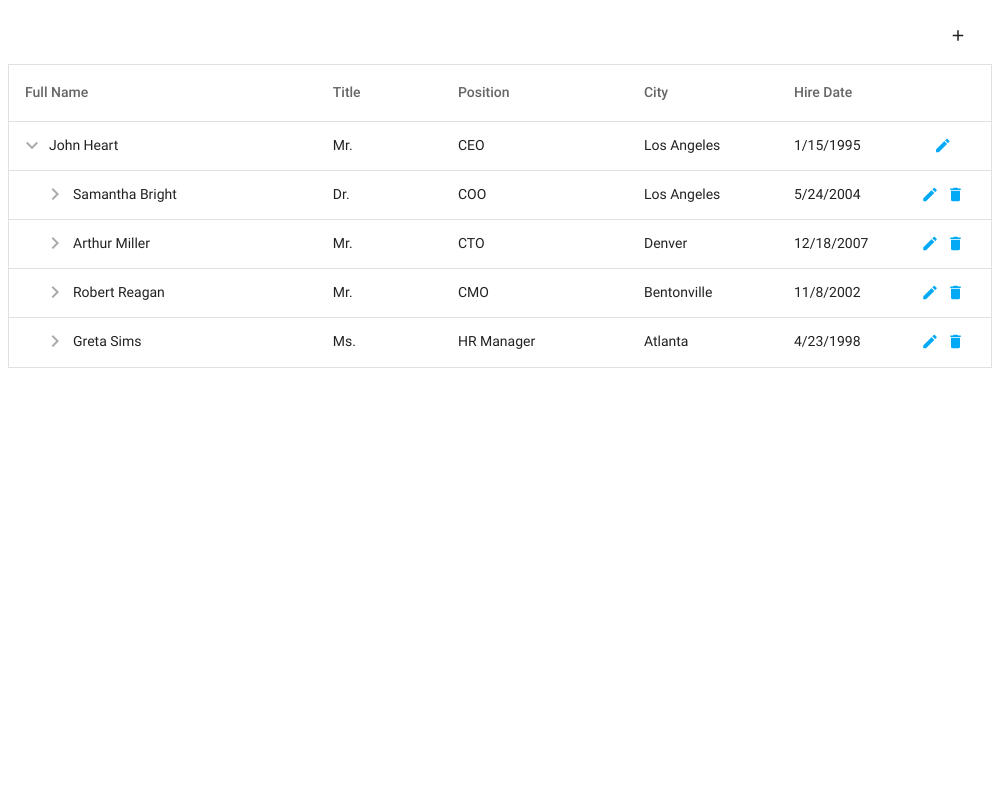 Full Name Title Position City Hire Date
John Heart Mr. CEO Los Angeles 1/15/1995
Samantha Bright Dr. COO Los Angeles 5/24/2004
Arthur Miller Mr. CTO Denver 12/18/2007
Robert Reagan Mr. CMO Bentonville 11/8/2002
Greta Sims Ms. HR Manager Atlanta 4/23/1998